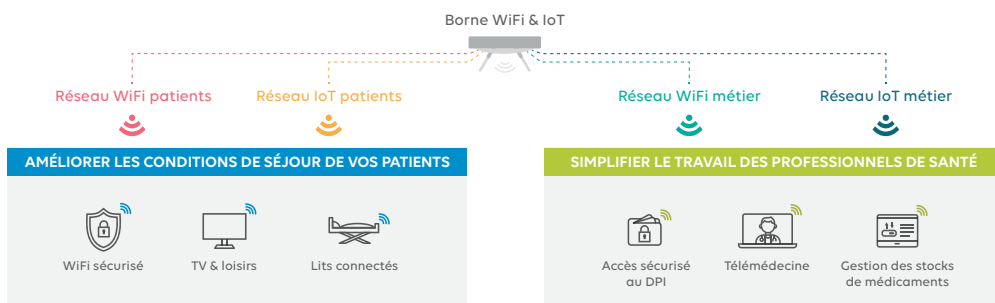 Borne WiFi & IoT
Réseau WiFi patients
Réseau IoT patients
Réseau WiFi métier
Réseau IoT métier
AMÉLIORER LES CONDITIONS DE SÉJOUR DE VOS PATIENTS
SIMPLIFIER LE TRAVAIL DES PROFESSIONNELS DE SANTÉ
WiFi sécurisé
TV & loisirs
Lits connectés
Accès sécurisé
au DPI
Télémédecine
Gestion des stocks
de médicaments